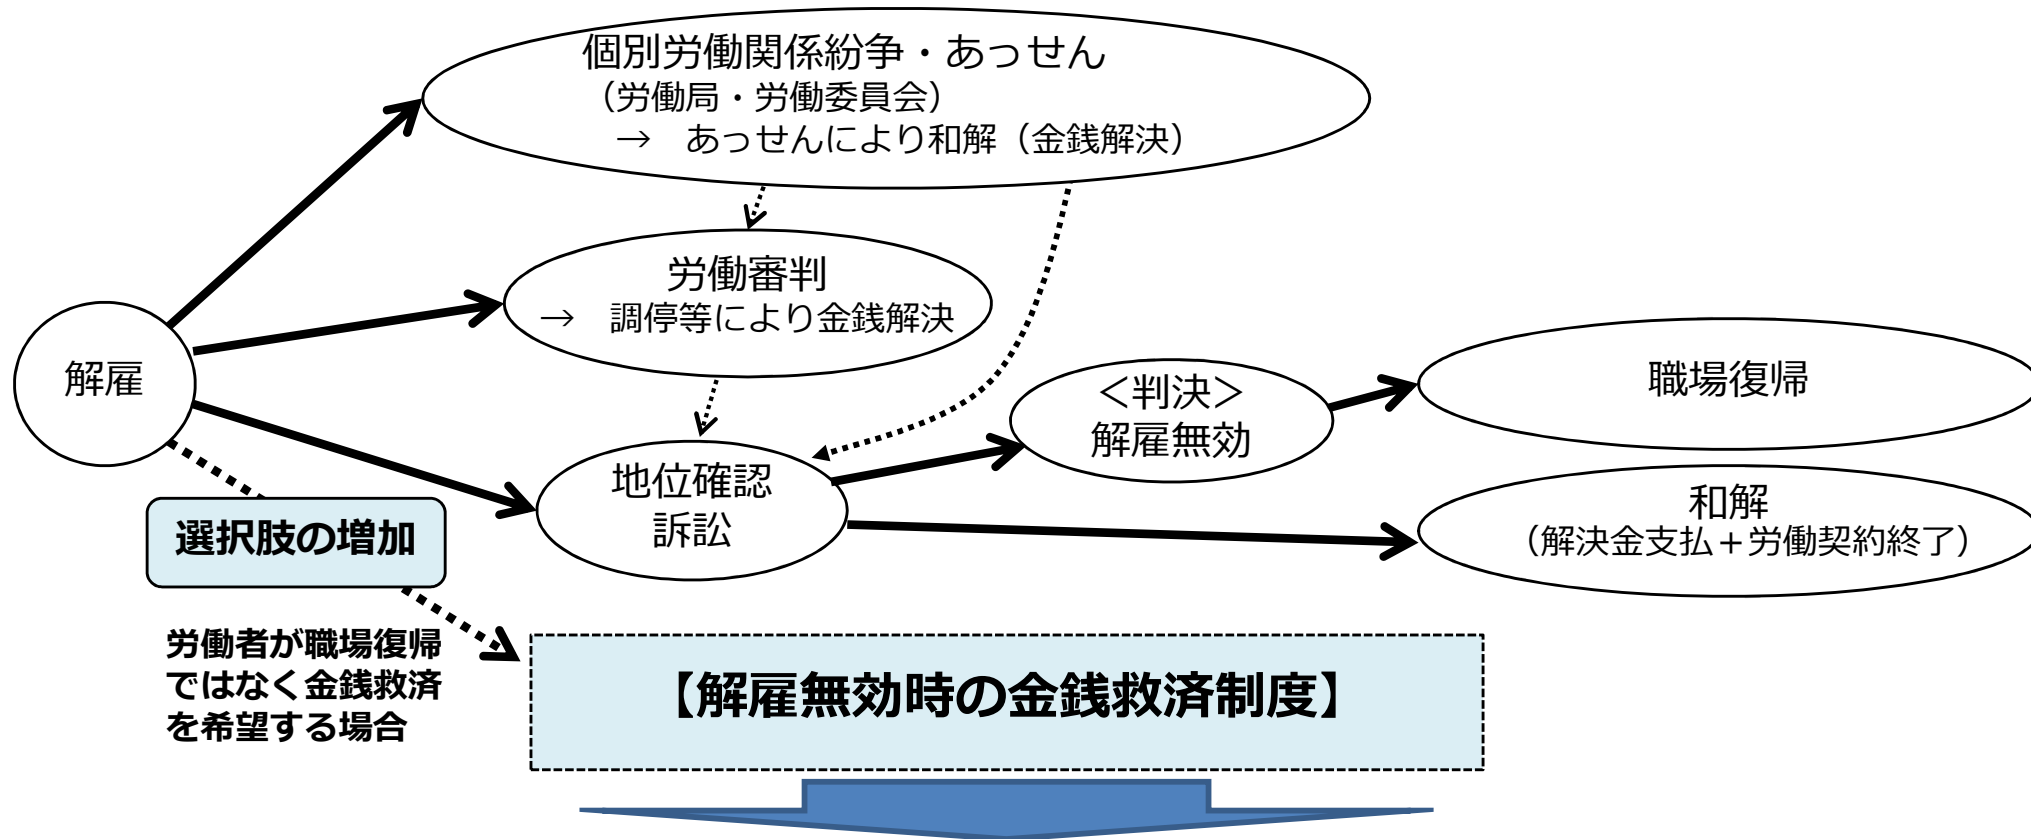 個別労働関係紛争・あっせん
（労働局・労働委員会）
→　あっせんにより和解（金銭解決）
労働審判
→　調停等により金銭解決
解雇
＜判決＞
解雇無効
職場復帰
地位確認
訴訟
和解
（解決金支払＋労働契約終了）
選択肢の増加
労働者が職場復帰
ではなく金銭救済
を希望する場合
【解雇無効時の金銭救済制度】